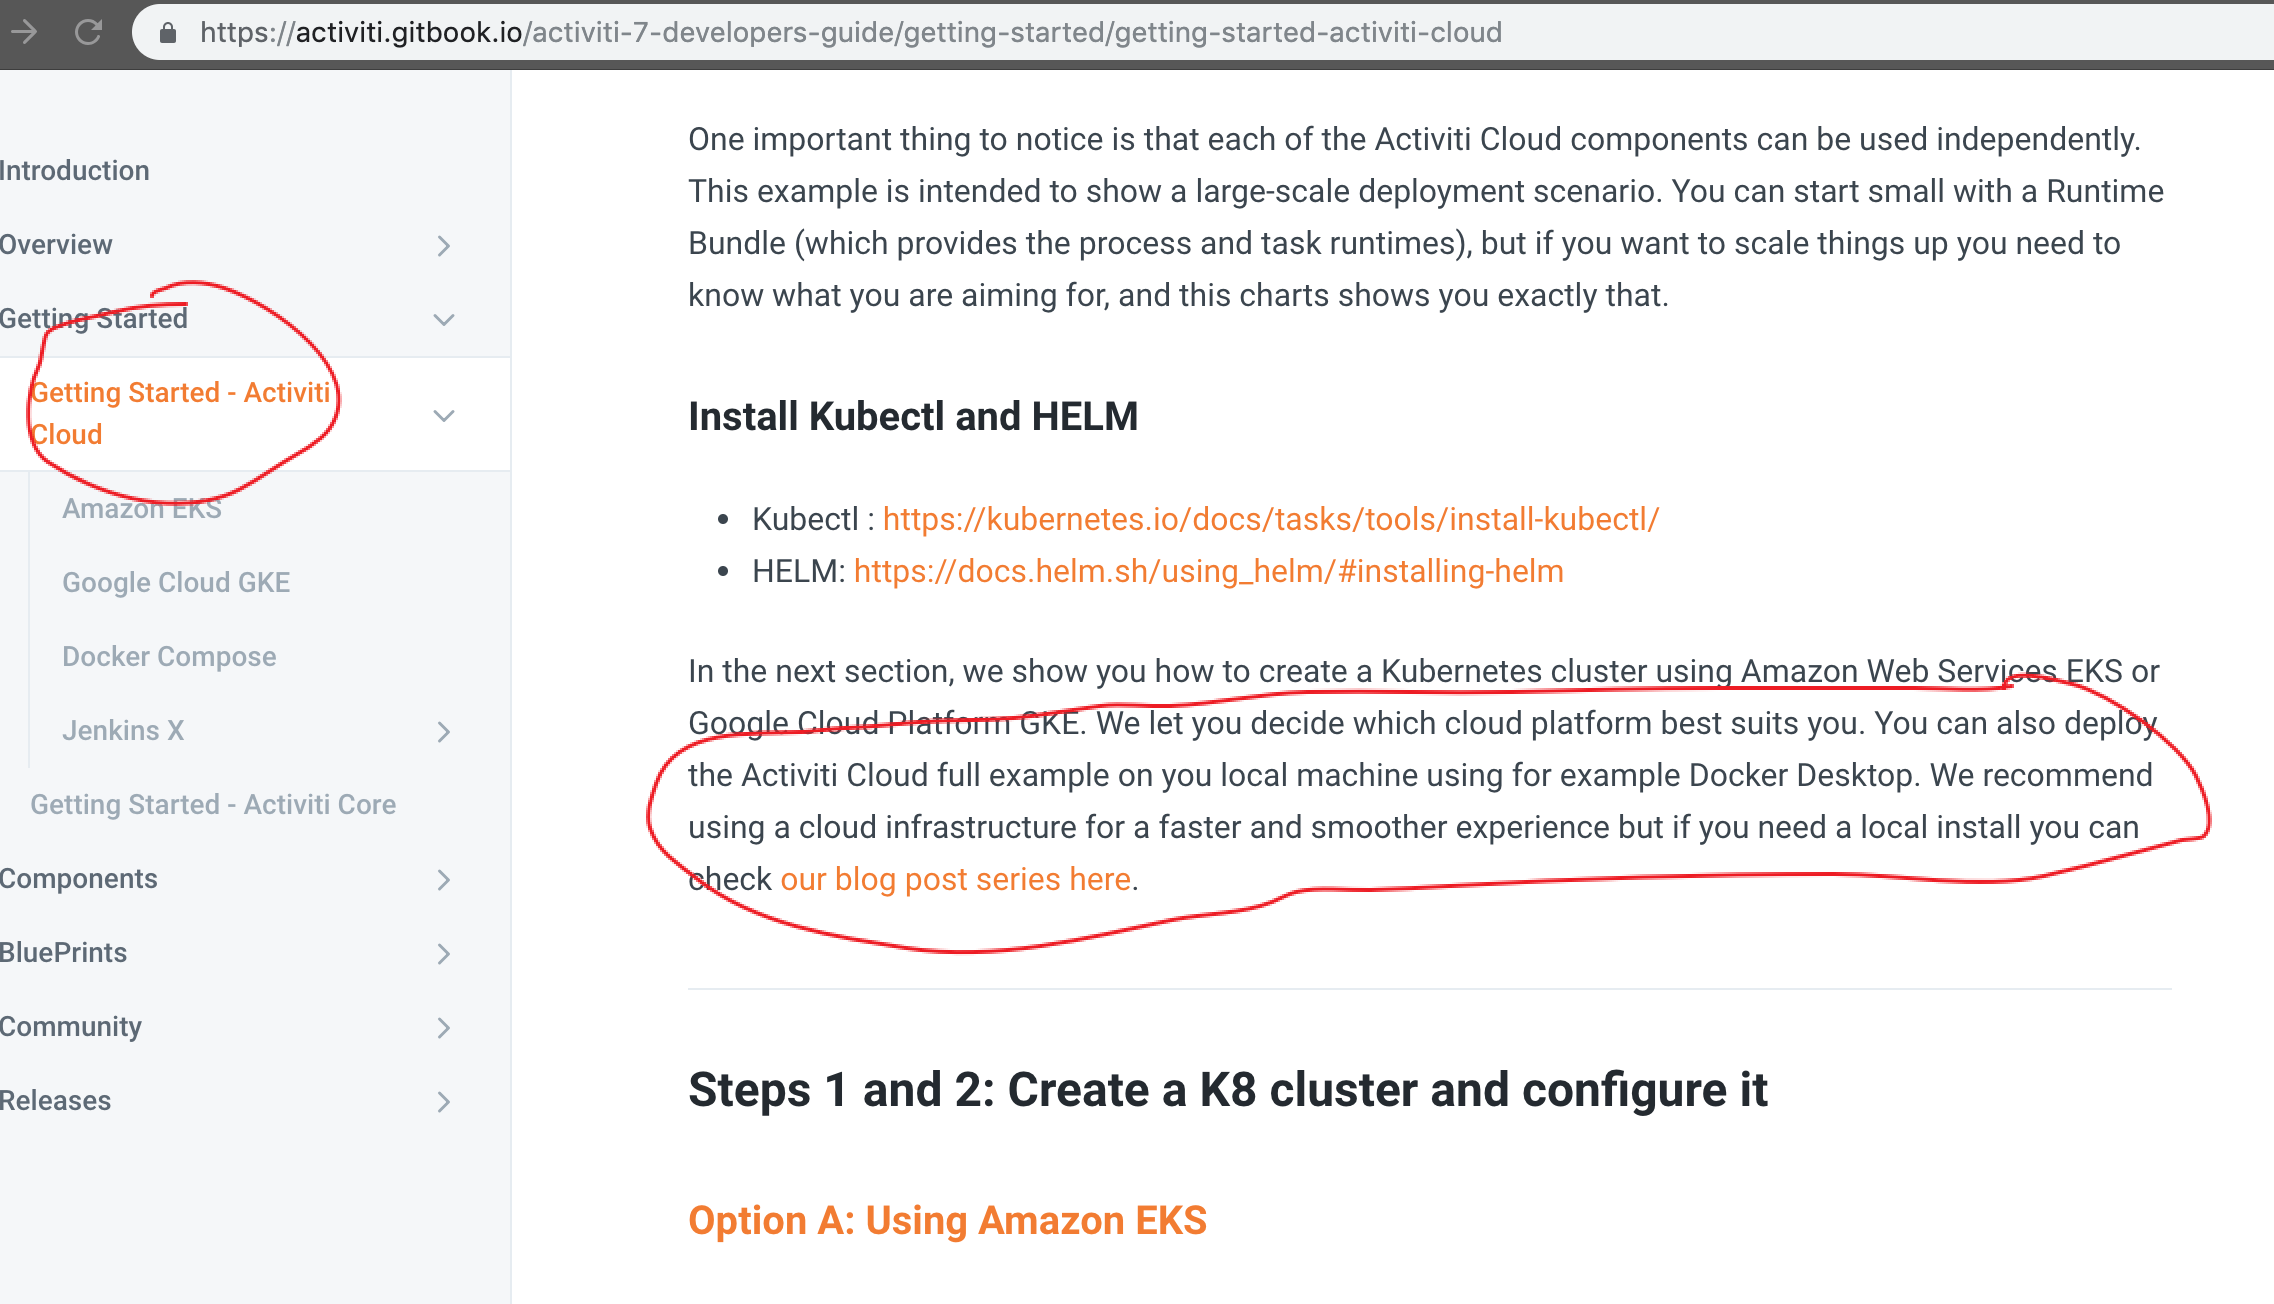 https://activiti.gitbook.io/activiti-7-developers-guide/getting-started/getting-started-activiti-cloud
Introduction
Overview
Getting Started
Getting Started - Activiti
Cloud
Amazon EKS
Google Cloud GKE
Docker Compose
Jenkins X
Getting Started - Activiti Core
Components
BluePrints
Community
Releases
One important thing to notice is that each of the Activiti Cloud components can be used independently.
This example is intended to show a large-scale deployment scenario. You can start small with a Runtime
Bundle (which provides the process and task runtimes), but if you want to scale things up you need to
know what you are aiming for, and this charts shows you exactly that.
Install Kubectl and HELM
• Kubectl : https://kubernetes.io/docs/tasks/tools/install-kubectl/
• HELM: https://docs.helm.sh/using_helm/#installing-helm
In the next section, we show you how to create a Kubernetes cluster using Amazon Web Services EKS or
Google Cloud Platform GKE. We let you decide which cloud platform best suits you. You can also deploy
the Activiti Cloud full example on you local machine using for example Docker Desktop. We recommend
using a cloud infrastructure for a faster and smoother experience but if you need a local install you can
check our blog post series here.
Steps 1 and 2: Create a K8 cluster and configure it
Option A: Using Amazon EKS